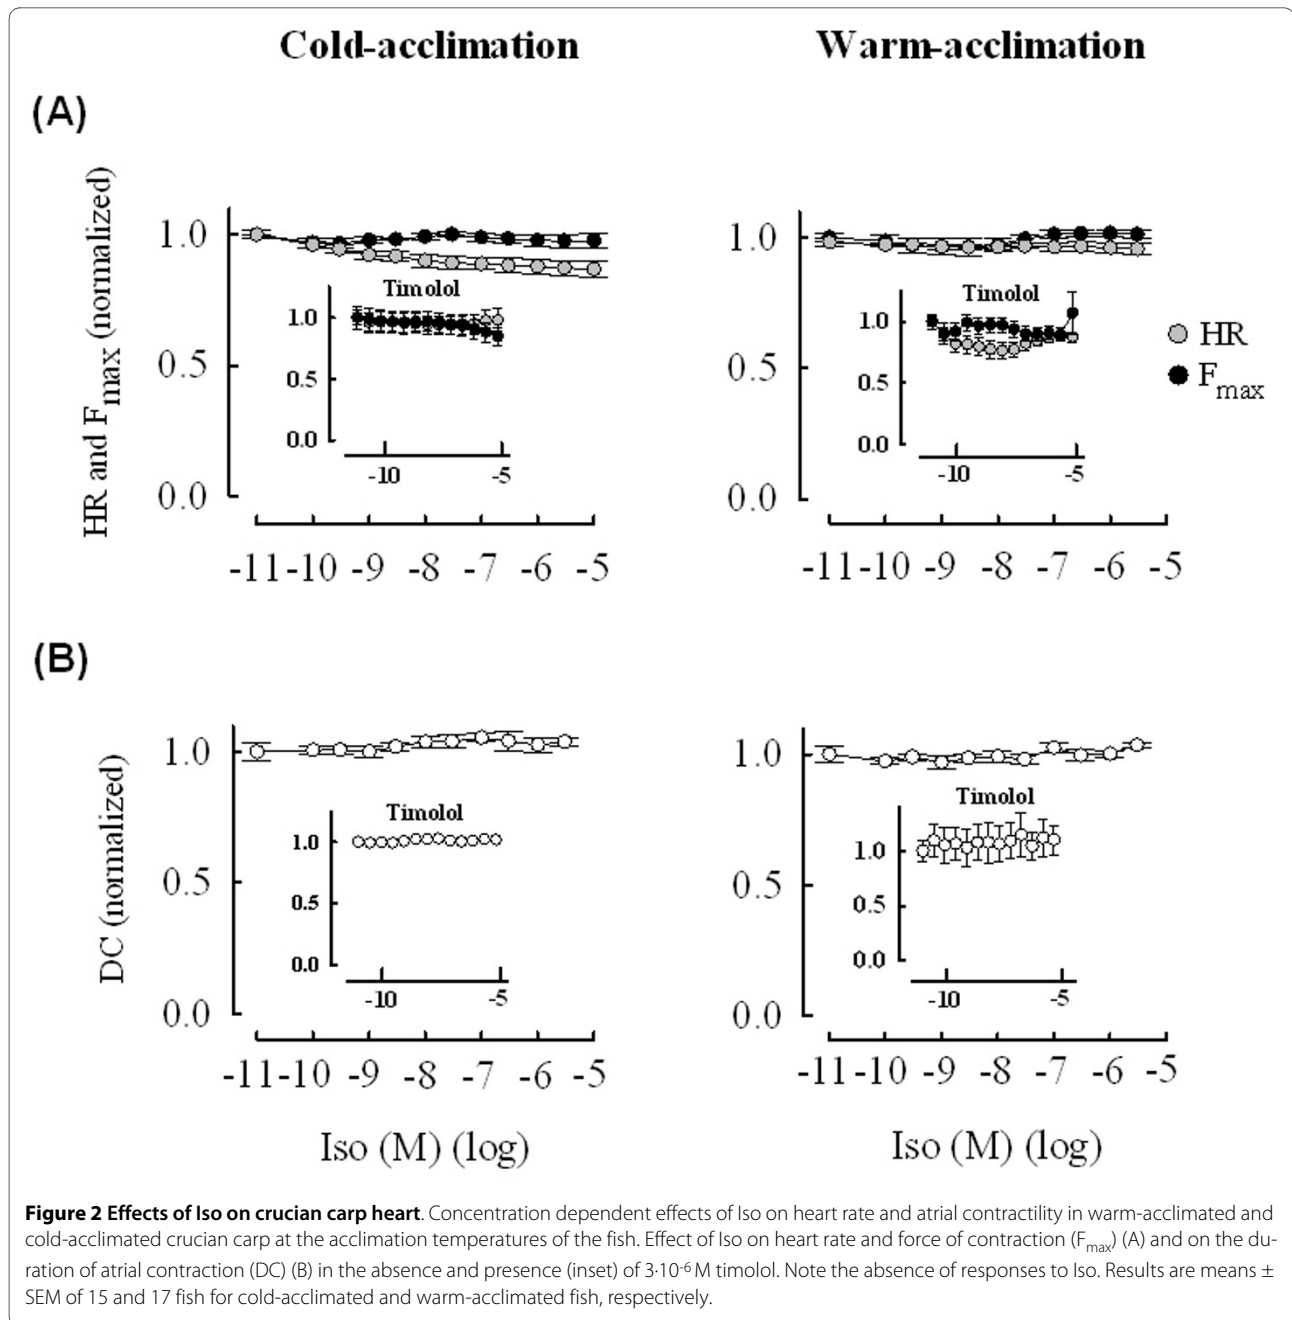 Cold-acclimation Warm-acclimation
(A)
HR and Fmax (normalized)
1.0
0.5
0.0
Timolol
1.0
0.5
0.0
-10 -5
-11 -10 -9 -8 -7 -6 -5
1.0
0.5
0.0
Timolol
1.0
0.5
0.0
-10 -5
-11 -10 -9 -8 -7 -6 -5
HR
Fmax
(B)
DC (normalized)
1.0
0.5
0.0
Timolol
1.0
0.5
0.0
-10 -5
-11 -10 -9 -8 -7 -6 -5
Iso (M) (log)
1.0
0.5
0.0
Timolol
1.0
0.5
0.0
-10 -5
-11 -10 -9 -8 -7 -6 -5
Iso (M) (log)
Figure 2 Effects of Iso on crucian carp heart. Concentration dependent effects of Iso on heart rate and atrial contractility in warm-acclimated and
cold-acclimated crucian carp at the acclimation temperatures of the fish. Effect of Iso on heart rate and force of contraction (Fmax) (A) and on the du-
ration of atrial contraction (DC) (B) in the absence and presence (inset) of 3·10⁻⁶ M timolol. Note the absence of responses to Iso. Results are means ±
SEM of 15 and 17 fish for cold-acclimated and warm-acclimated fish, respectively.